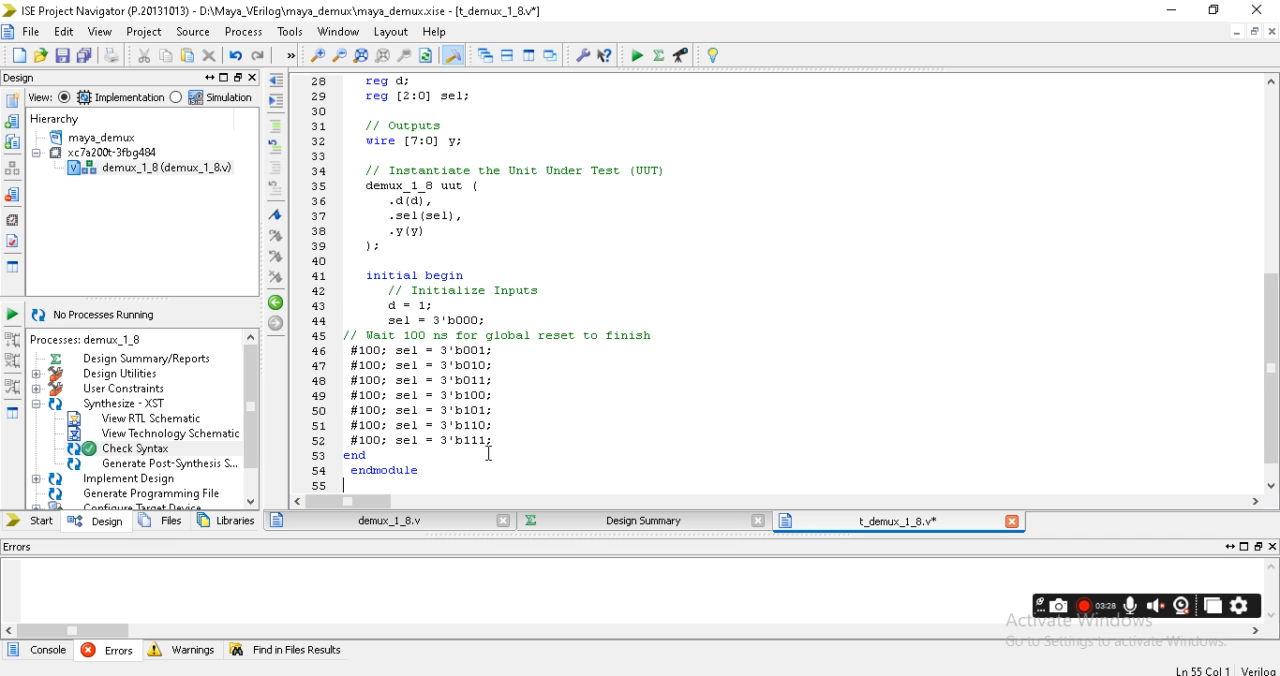 ISE Project Navigator (P.20131013) - D:\Maya_VErilog\maya_demux\maya_demux.xise - [t_demux_1_8.v*]
File Edit View Project Source Process Tools Window Layout Help
Design
View: Implementation Simulation
Hierarchy
maya_demux
xc7a200t-3fbg484
demux_1_8 (demux_1_8.v)
No Processes Running
Processes: demux_1_8
Design Summary/Reports
Design Utilities
User Constraints
Synthesize - XST
View RTL Schematic
View Technology Schematic
Check Syntax
Generate Post-Synthesis S...
Implement Design
Generate Programming File
Configure Target Device
Start Design Files Libraries
28 reg d;
29 reg [2:0] sel;
30
31 // Outputs
32 wire [7:0] y;
33
34 // Instantiate the Unit Under Test (UUT)
35 demux_1_8 uut (
36 .d(d),
37 .sel(sel),
38 .y(y)
39 );
40
41 initial begin
42 // Initialize Inputs
43 d = 1;
44 sel = 3'b000;
45 // Wait 100 ns for global reset to finish
46 #100; sel = 3'b001;
47 #100; sel = 3'b010;
48 #100; sel = 3'b011;
49 #100; sel = 3'b100;
50 #100; sel = 3'b101;
51 #100; sel = 3'b110;
52 #100; sel = 3'b111;
53 end
54 endmodule
55
demux_1_8.v Design Summary t_demux_1_8.v*
Errors
03:28
Activate Windows
Go to Settings to activate Windows.
Console Errors Warnings Find in Files Results
Ln 55 Col 1 Verilog